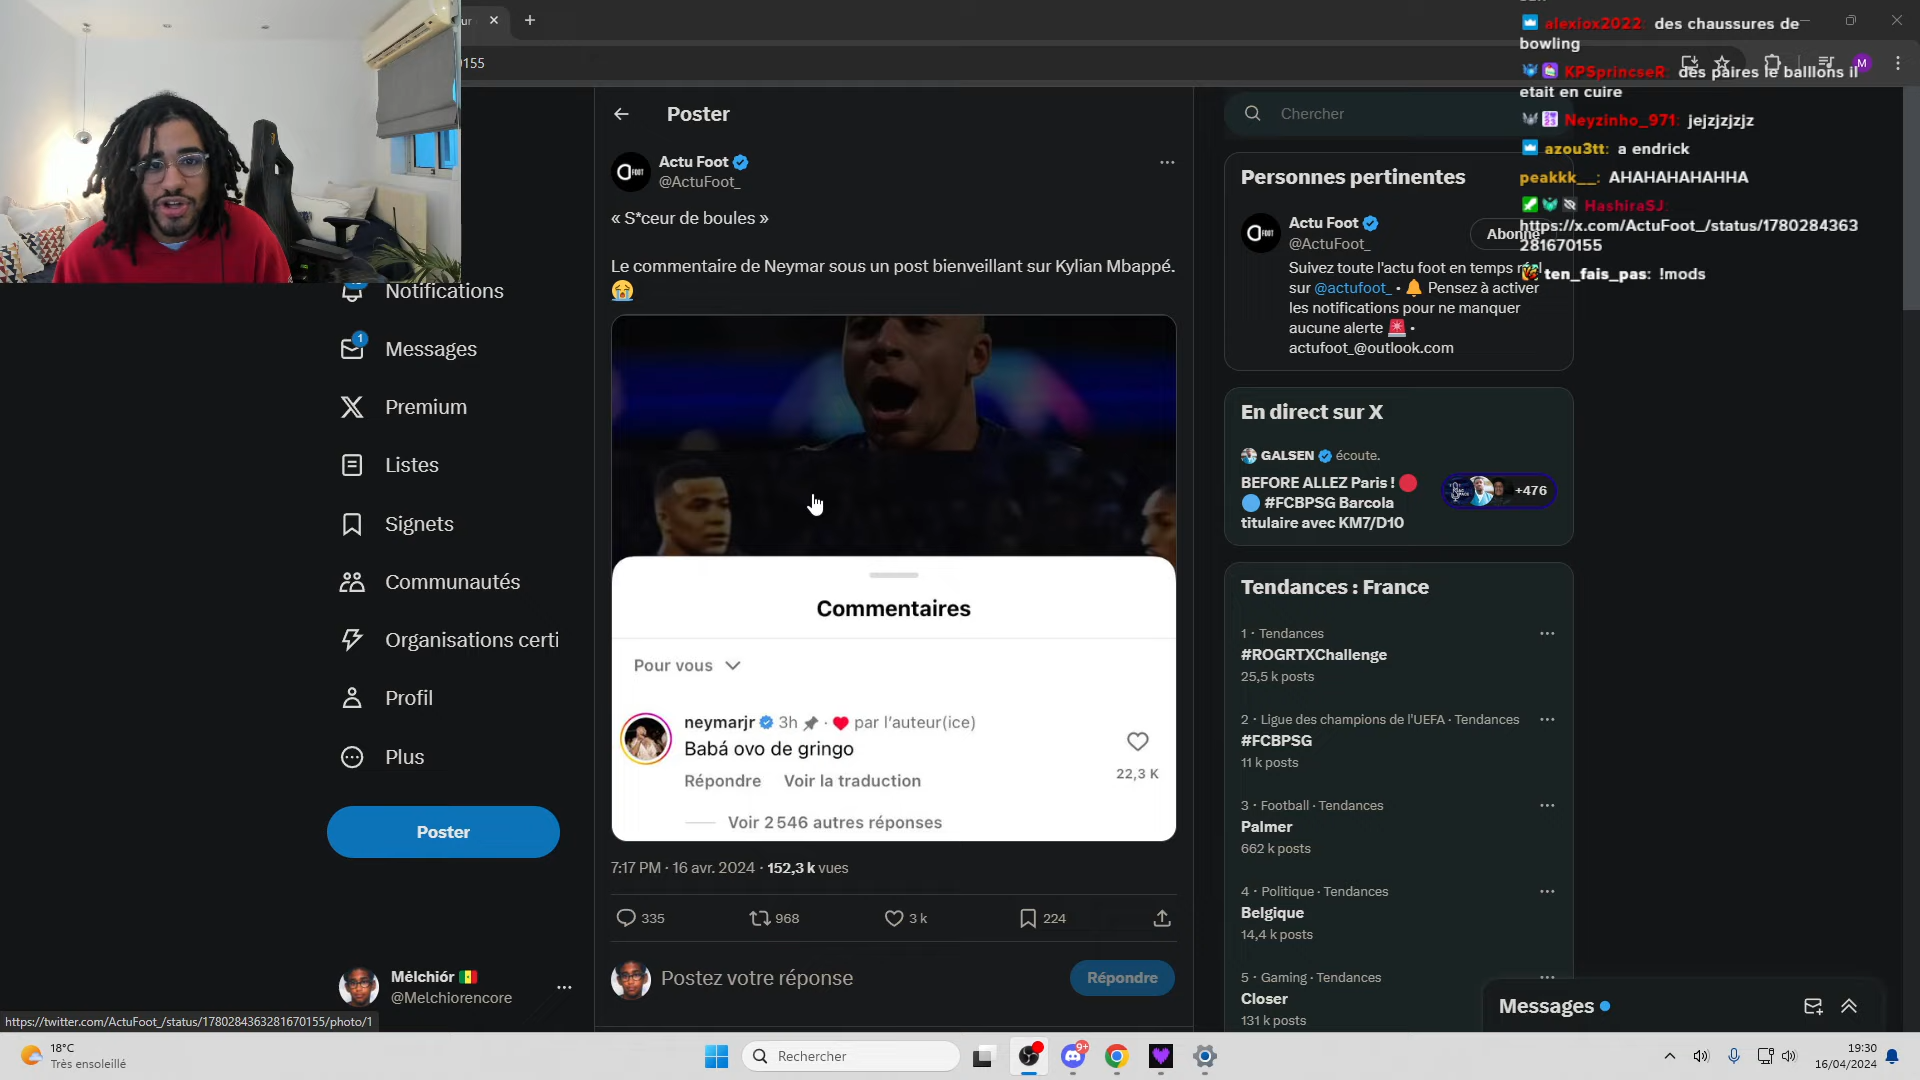 ur
155
alexiox2022: des chaussures de
bowling
KPSprincseR: des paires le balllons il
etait en cuire
Neyzinho_971: jejzjzjzjz
azou3tt: a endrick
peakkk__: AHAHAHAHAHHA
HashiraSJ:
https://x.com/ActuFoot_/status/1780284363
281670155
ten_fais_pas: !mods
M
Notifications
1
Messages
Premium
Listes
Signets
Communautés
Organisations certi
Profil
Plus
Poster
Mélchiór
@Melchiorencore
https://twitter.com/ActuFoot_/status/1780284363281670155/photo/1
Poster
FOOT
Actu Foot
@ActuFoot_
« S*ceur de boules »
Le commentaire de Neymar sous un post bienveillant sur Kylian Mbappé.
Commentaires
Pour vous
neymarjr 3h · par l'auteur(ice)
Babá ovo de gringo
Répondre Voir la traduction
22,3 K
Voir 2 546 autres réponses
7:17 PM · 16 avr. 2024 · 152,3 k vues
335 968 3 k 224
Postez votre réponse
Répondre
Chercher
Personnes pertinentes
FOOT
Actu Foot
@ActuFoot_
Abonné
Suivez toute l'actu foot en temps réel
sur @actufoot_ • Pensez à activer
les notifications pour ne manquer
aucune alerte •
actufoot_@outlook.com
En direct sur X
GALSEN écoute.
BEFORE ALLEZ Paris !
#FCBPSG Barcola
titulaire avec KM7/D10
+476
Tendances : France
1 · Tendances
#ROGRTXChallenge
25,5 k posts
2 · Ligue des champions de l'UEFA · Tendances
#FCBPSG
11 k posts
3 · Football · Tendances
Palmer
662 k posts
4 · Politique · Tendances
Belgique
14,4 k posts
5 · Gaming · Tendances
Closer
131 k posts
Messages
18°C
Très ensoleillé
Rechercher
9+
19:30
16/04/2024